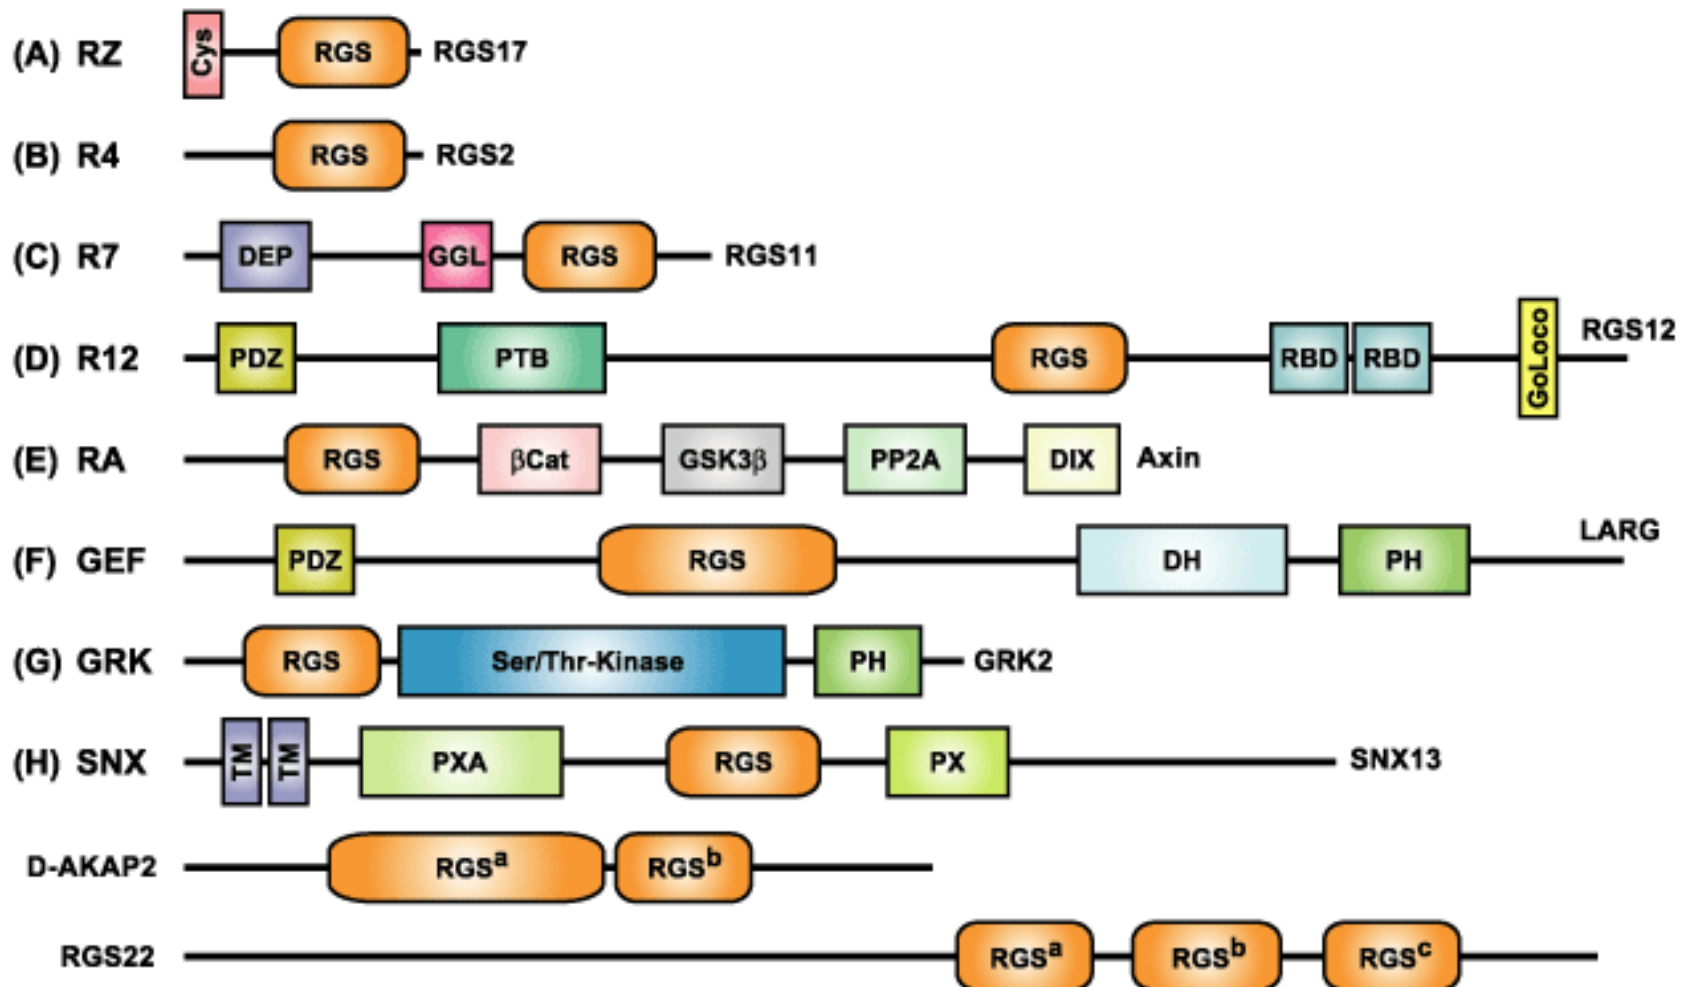 (A) RZ Cys RGS RGS17
(B) R4 RGS RGS2
(C) R7 DEP GGL RGS RGS11
(D) R12 PDZ PTB RGS RBD RBD GoLoco RGS12
(E) RA RGS βCat GSK3β PP2A DIX Axin
(F) GEF PDZ RGS DH PH LARG
(G) GRK RGS Ser/Thr-Kinase PH GRK2
(H) SNX TM TM PXA RGS PX SNX13
D-AKAP2 RGSa RGSb
RGS22 RGSa RGSb RGSc